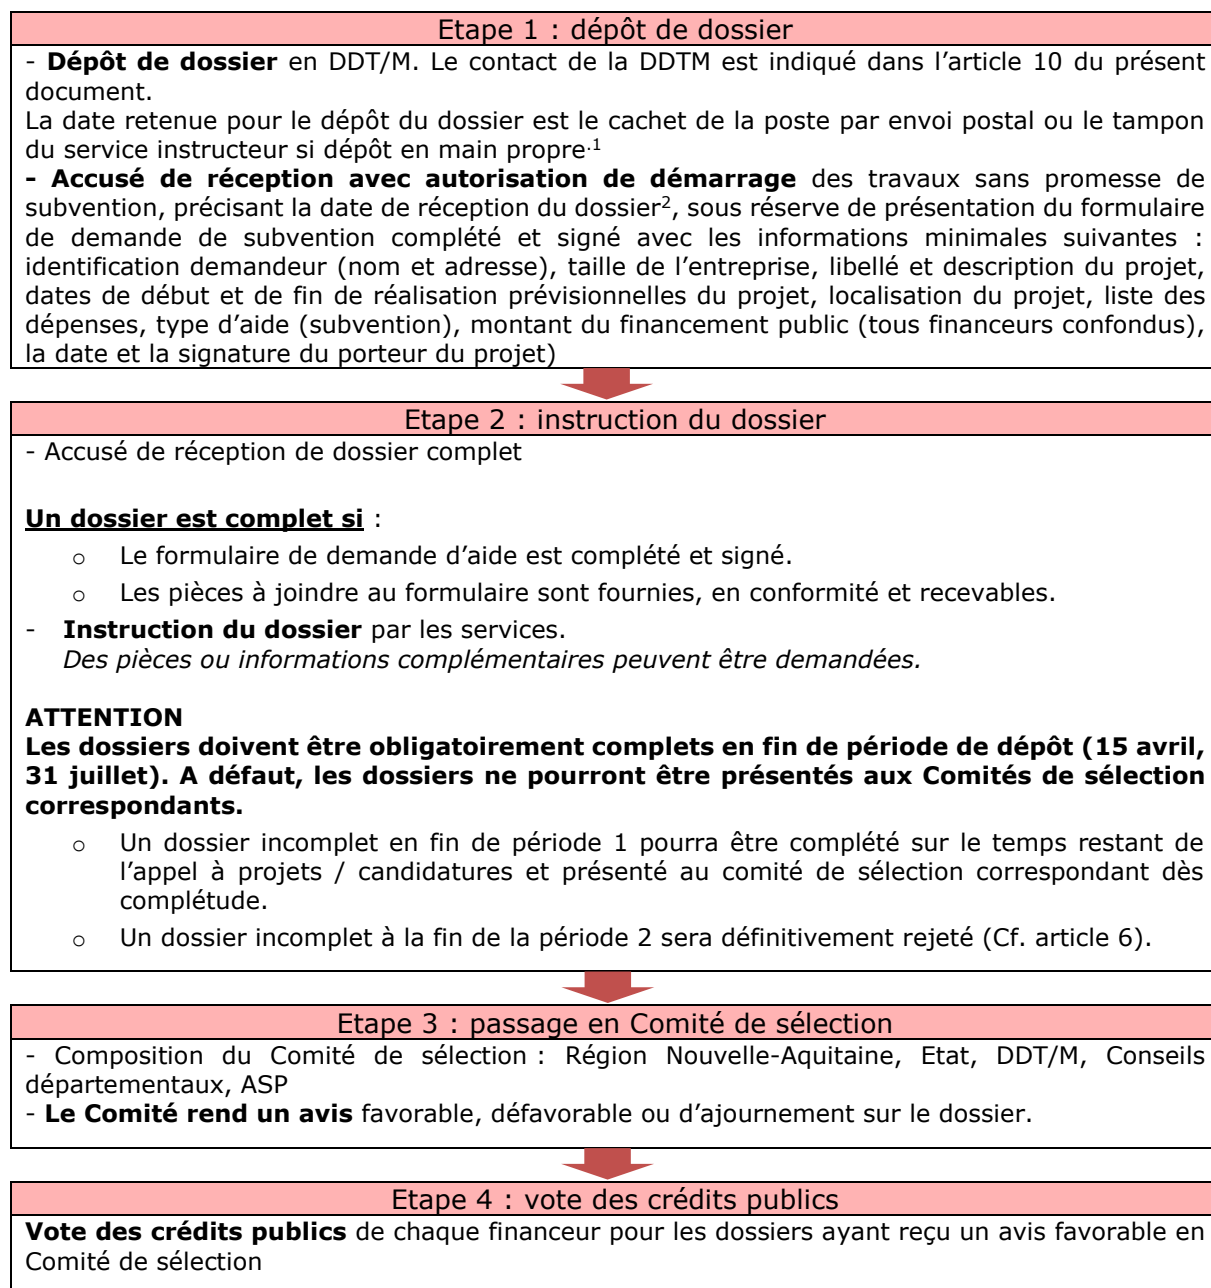 Etape 1 : dépôt de dossier
- Dépôt de dossier en DDT/M. Le contact de la DDTM est indiqué dans l’article 10 du présent
document.
La date retenue pour le dépôt du dossier est le cachet de la poste par envoi postal ou le tampon
du service instructeur si dépôt en main propre.1
- Accusé de réception avec autorisation de démarrage des travaux sans promesse de
subvention, précisant la date de réception du dossier2, sous réserve de présentation du formulaire
de demande de subvention complété et signé avec les informations minimales suivantes :
identification demandeur (nom et adresse), taille de l’entreprise, libellé et description du projet,
dates de début et de fin de réalisation prévisionnelles du projet, localisation du projet, liste des
dépenses, type d’aide (subvention), montant du financement public (tous financeurs confondus),
la date et la signature du porteur du projet)
Etape 2 : instruction du dossier
- Accusé de réception de dossier complet
Un dossier est complet si :
o Le formulaire de demande d’aide est complété et signé.
o Les pièces à joindre au formulaire sont fournies, en conformité et recevables.
- Instruction du dossier par les services.
Des pièces ou informations complémentaires peuvent être demandées.
ATTENTION
Les dossiers doivent être obligatoirement complets en fin de période de dépôt (15 avril,
31 juillet). A défaut, les dossiers ne pourront être présentés aux Comités de sélection
correspondants.
o Un dossier incomplet en fin de période 1 pourra être complété sur le temps restant de
l’appel à projets / candidatures et présenté au comité de sélection correspondant dès
complétude.
o Un dossier incomplet à la fin de la période 2 sera définitivement rejeté (Cf. article 6).
Etape 3 : passage en Comité de sélection
- Composition du Comité de sélection : Région Nouvelle-Aquitaine, Etat, DDT/M, Conseils
départementaux, ASP
- Le Comité rend un avis favorable, défavorable ou d’ajournement sur le dossier.
Etape 4 : vote des crédits publics
Vote des crédits publics de chaque financeur pour les dossiers ayant reçu un avis favorable en
Comité de sélection